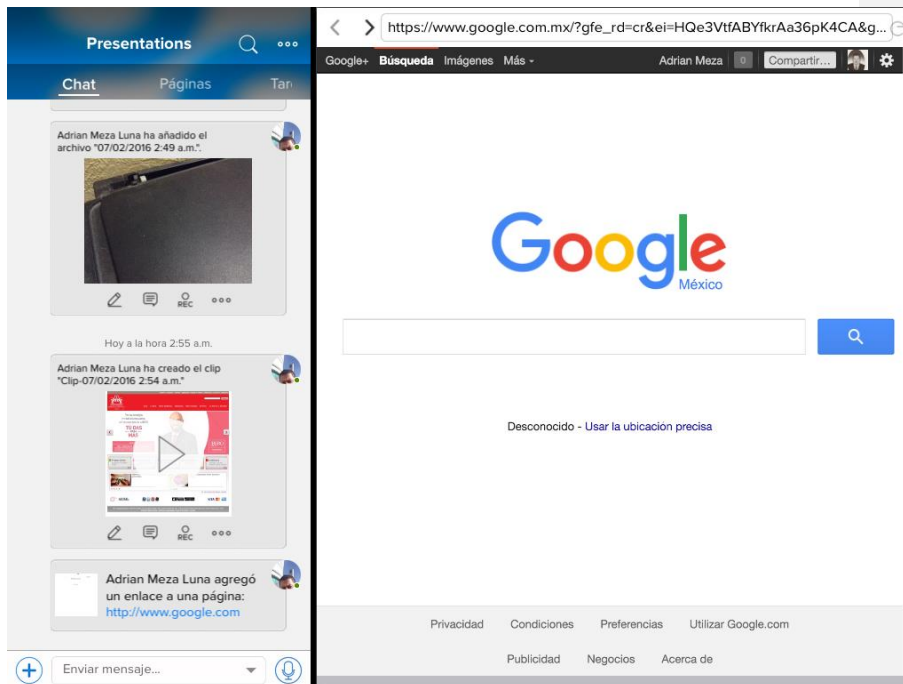 Presentations
Chat Páginas Tare
Adrian Meza Luna ha añadido el
archivo "07/02/2016 2:49 a.m.".
REC
Hoy a la hora 2:55 a.m.
Adrian Meza Luna ha creado el clip
"Clip-07/02/2016 2:54 a.m."
REC
Adrian Meza Luna agregó
un enlace a una página:
http://www.google.com
Enviar mensaje...
https://www.google.com.mx/?gfe_rd=cr&ei=HQe3VtfABYfkrAa36pK4CA&g...
Google+ Búsqueda Imágenes Más Adrian Meza 0 Compartir...
Google
México
Desconocido - Usar la ubicación precisa
Privacidad Condiciones Preferencias Utilizar Google.com
Publicidad Negocios Acerca de